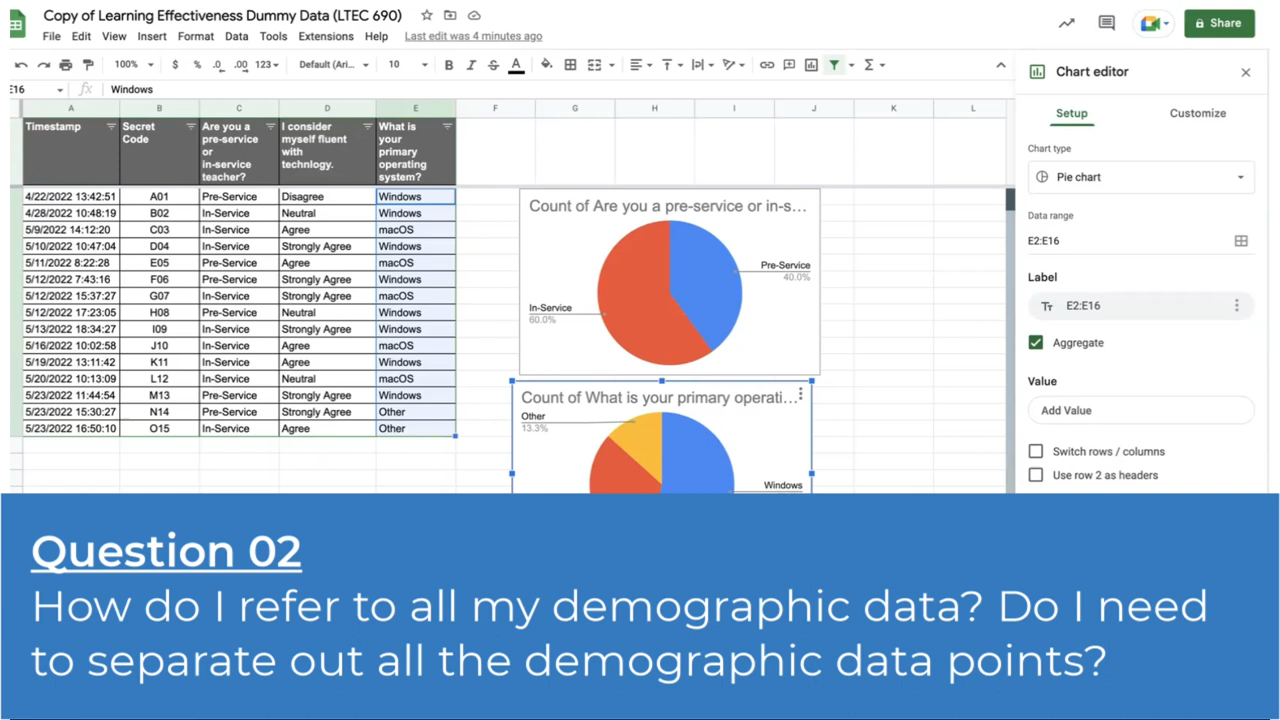 Copy of Learning Effectiveness Dummy Data (LTEC 690)
File Edit View Insert Format Data Tools Extensions Help Last edit was 4 minutes ago
Share
100% $ % .0 .00 123 Default (Ari... 10 B I S A
E16 fx Windows
A B C D E F G H I J K L
Timestamp
Secret
Code
Are you a
pre-service
or
in-service
teacher?
I consider
myself fluent
with
technlogy.
What is
your
primary
operating
system?
4/22/2022 13:42:51 A01 Pre-Service Disagree Windows
4/28/2022 10:48:19 B02 In-Service Neutral Windows
5/9/2022 14:12:20 C03 In-Service Agree macOS
5/10/2022 10:47:04 D04 In-Service Strongly Agree Windows
5/11/2022 8:22:28 E05 Pre-Service Agree macOS
5/12/2022 7:43:16 F06 Pre-Service Strongly Agree Windows
5/12/2022 15:37:27 G07 In-Service Strongly Agree macOS
5/12/2022 17:23:05 H08 Pre-Service Neutral Windows
5/13/2022 18:34:27 I09 In-Service Strongly Agree Windows
5/16/2022 10:02:58 J10 In-Service Agree macOS
5/19/2022 13:11:42 K11 In-Service Agree Windows
5/20/2022 10:13:09 L12 In-Service Neutral macOS
5/23/2022 11:44:54 M13 Pre-Service Strongly Agree Windows
5/23/2022 15:30:27 N14 Pre-Service Strongly Agree Other
5/23/2022 16:50:10 O15 In-Service Agree Other
Count of Are you a pre-service or in-s...
Pre-Service
40.0%
In-Service
60.0%
Count of What is your primary operati...
Other
13.3%
Windows
Chart editor
Setup Customize
Chart type
Pie chart
Data range
E2:E16
Label
Tт E2:E16
Aggregate
Value
Add Value
Switch rows / columns
Use row 2 as headers
Question 02
How do I refer to all my demographic data? Do I need
to separate out all the demographic data points?